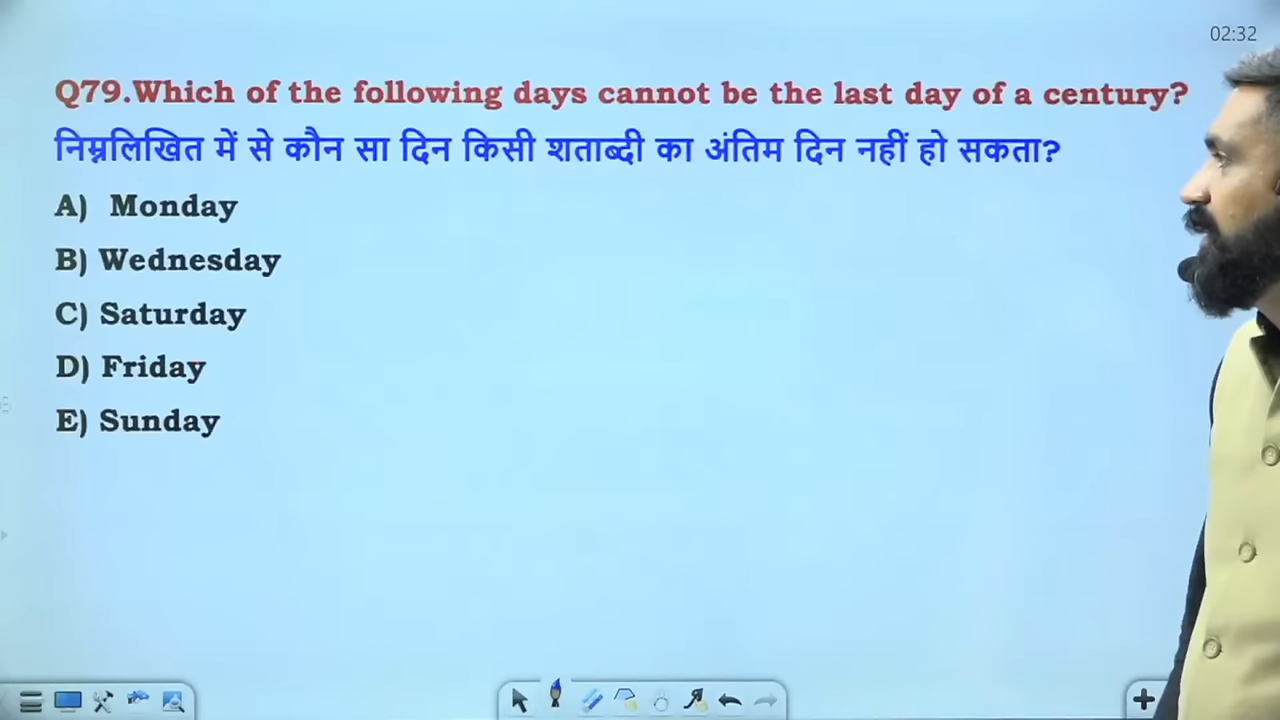 02:32
Q79.Which of the following days cannot be the last day of a century?
निम्नलिखित में से कौन सा दिन किसी शताब्दी का अंतिम दिन नहीं हो सकता?
A) Monday
B) Wednesday
C) Saturday
D) Friday
E) Sunday